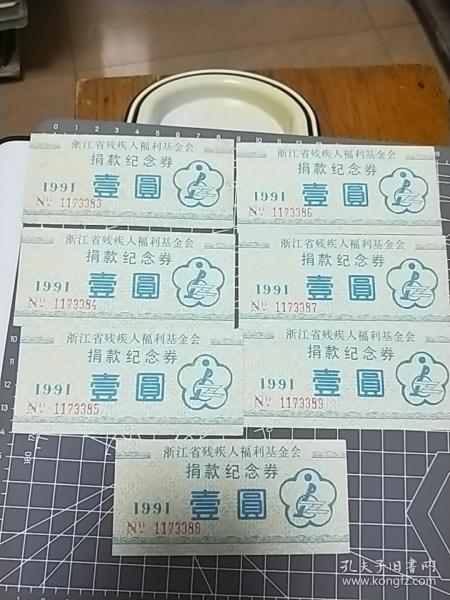 浙江省残疾人福利基金会
捐款纪念券
1991 壹圓
No 1173383
浙江省残疾人福利基金会
捐款纪念券
1991 壹圓
No 1173386
浙江省残疾人福利基金会
捐款纪念券
1991 壹圓
No 1173384
浙江省残疾人福利基金会
捐款纪念券
1991 壹圓
No 1173387
浙江省残疾人福利基金会
捐款纪念券
1991 壹圓
No 1173385
浙江省残疾人福利基金会
捐款纪念券
1991 壹圓
No 1173389
浙江省残疾人福利基金会
捐款纪念券
1991 壹圓
No 1173388
孔夫子旧书网
www.kongfz.com